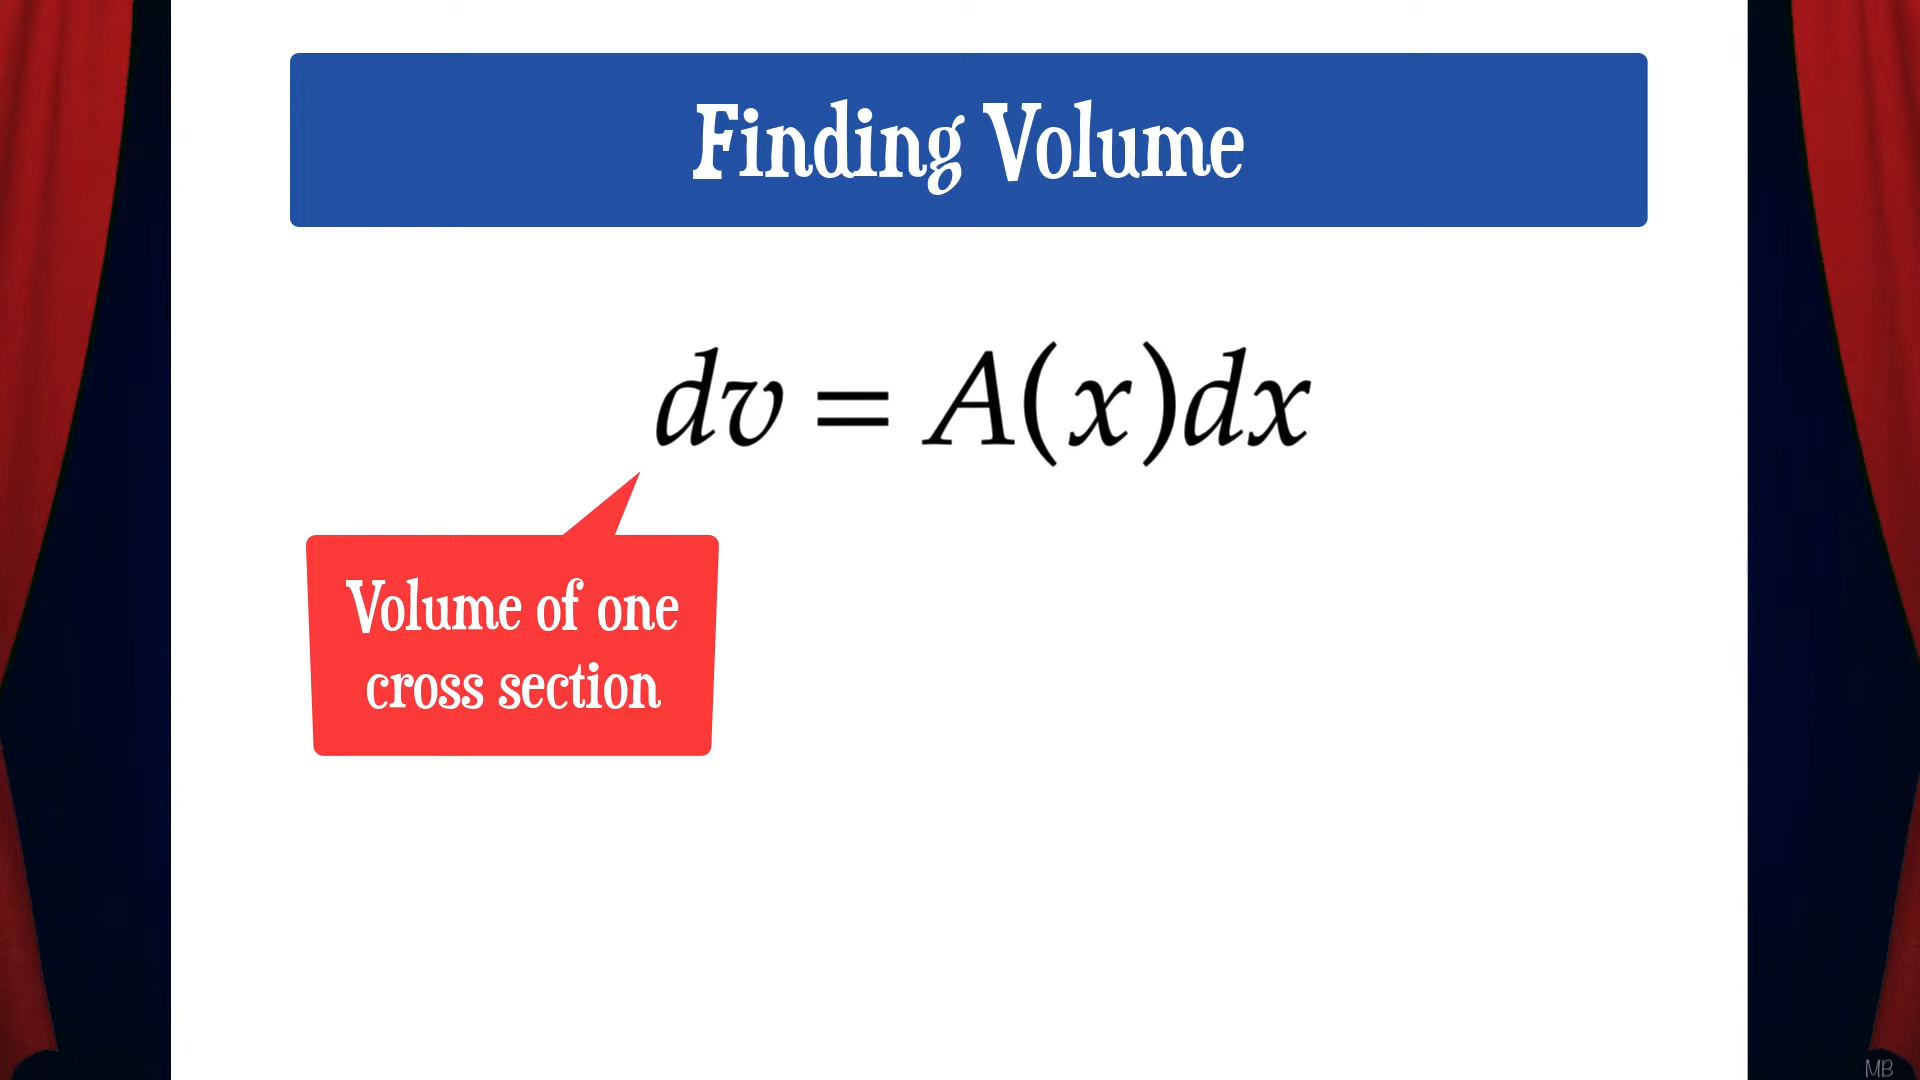 Finding Volume
dv = A(x)dx
Volume of one
cross section
MB